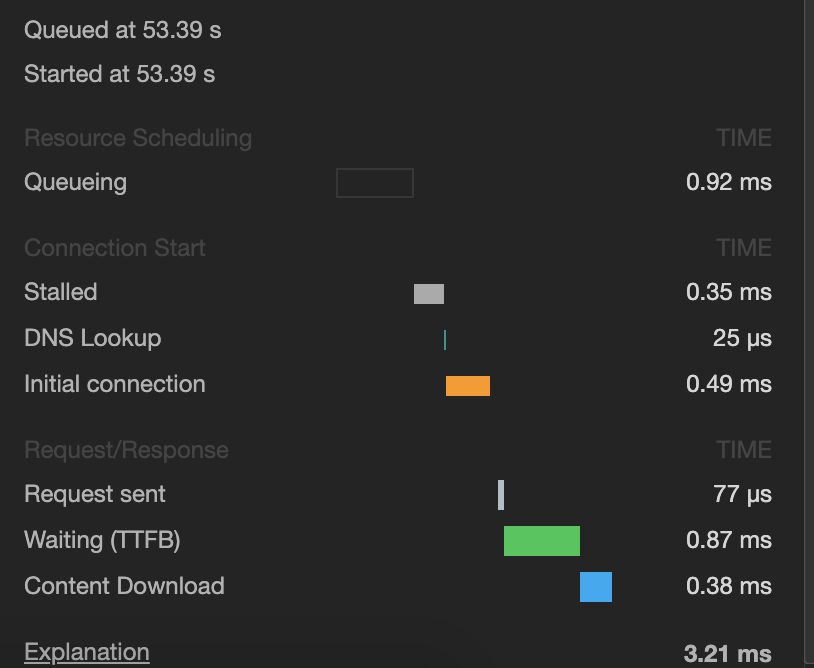 Queued at 53.39 s
Started at 53.39 s
Resource Scheduling TIME
Queueing 0.92 ms
Connection Start TIME
Stalled 0.35 ms
DNS Lookup 25 μs
Initial connection 0.49 ms
Request/Response TIME
Request sent 77 μs
Waiting (TTFB) 0.87 ms
Content Download 0.38 ms
Explanation 3.21 ms